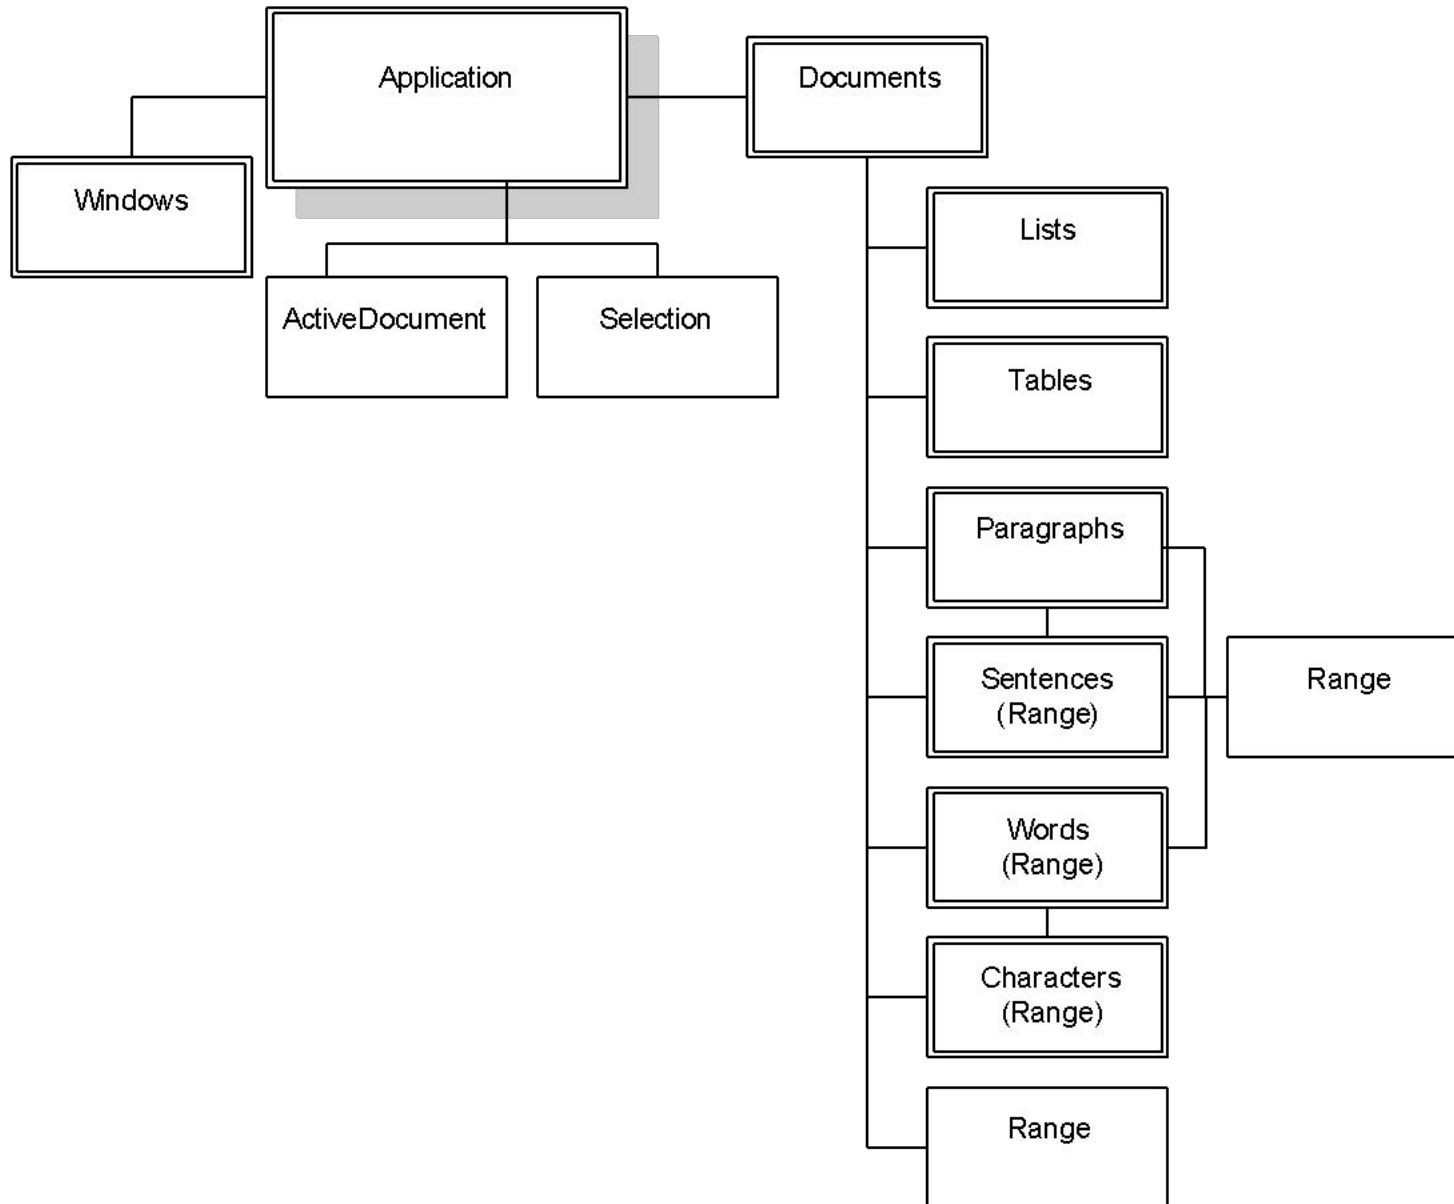 Application
Documents
Windows
ActiveDocument
Selection
Lists
Tables
Paragraphs
Sentences
(Range)
Range
Words
(Range)
Characters
(Range)
Range